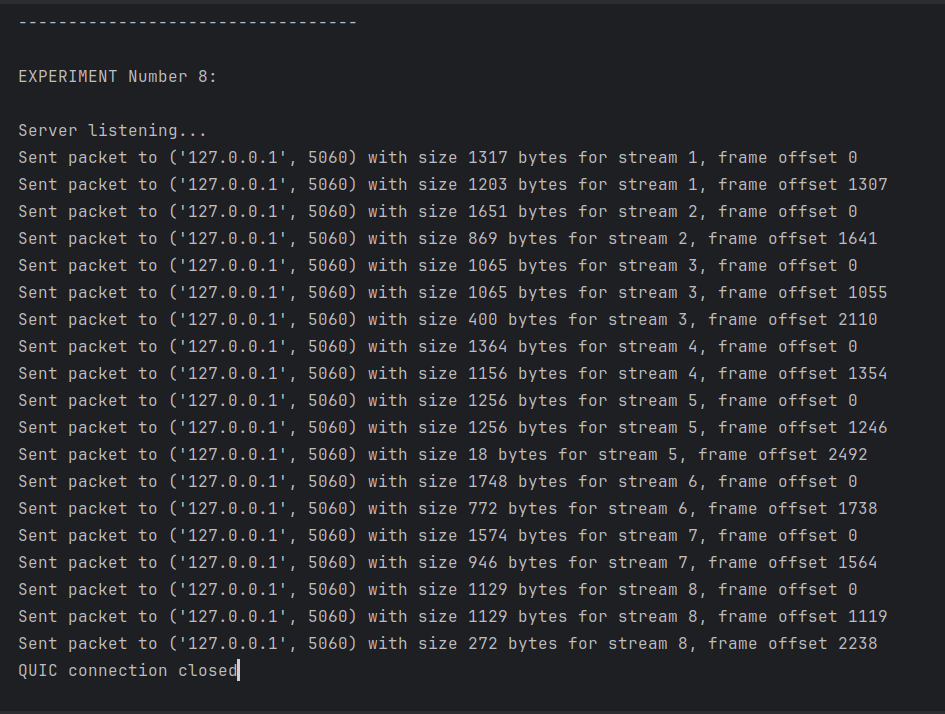 ----------------------------------
EXPERIMENT Number 8:
Server listening...
Sent packet to ('127.0.0.1', 5060) with size 1317 bytes for stream 1, frame offset 0
Sent packet to ('127.0.0.1', 5060) with size 1203 bytes for stream 1, frame offset 1307
Sent packet to ('127.0.0.1', 5060) with size 1651 bytes for stream 2, frame offset 0
Sent packet to ('127.0.0.1', 5060) with size 869 bytes for stream 2, frame offset 1641
Sent packet to ('127.0.0.1', 5060) with size 1065 bytes for stream 3, frame offset 0
Sent packet to ('127.0.0.1', 5060) with size 1065 bytes for stream 3, frame offset 1055
Sent packet to ('127.0.0.1', 5060) with size 400 bytes for stream 3, frame offset 2110
Sent packet to ('127.0.0.1', 5060) with size 1364 bytes for stream 4, frame offset 0
Sent packet to ('127.0.0.1', 5060) with size 1156 bytes for stream 4, frame offset 1354
Sent packet to ('127.0.0.1', 5060) with size 1256 bytes for stream 5, frame offset 0
Sent packet to ('127.0.0.1', 5060) with size 1256 bytes for stream 5, frame offset 1246
Sent packet to ('127.0.0.1', 5060) with size 18 bytes for stream 5, frame offset 2492
Sent packet to ('127.0.0.1', 5060) with size 1748 bytes for stream 6, frame offset 0
Sent packet to ('127.0.0.1', 5060) with size 772 bytes for stream 6, frame offset 1738
Sent packet to ('127.0.0.1', 5060) with size 1574 bytes for stream 7, frame offset 0
Sent packet to ('127.0.0.1', 5060) with size 946 bytes for stream 7, frame offset 1564
Sent packet to ('127.0.0.1', 5060) with size 1129 bytes for stream 8, frame offset 0
Sent packet to ('127.0.0.1', 5060) with size 1129 bytes for stream 8, frame offset 1119
Sent packet to ('127.0.0.1', 5060) with size 272 bytes for stream 8, frame offset 2238
QUIC connection closed